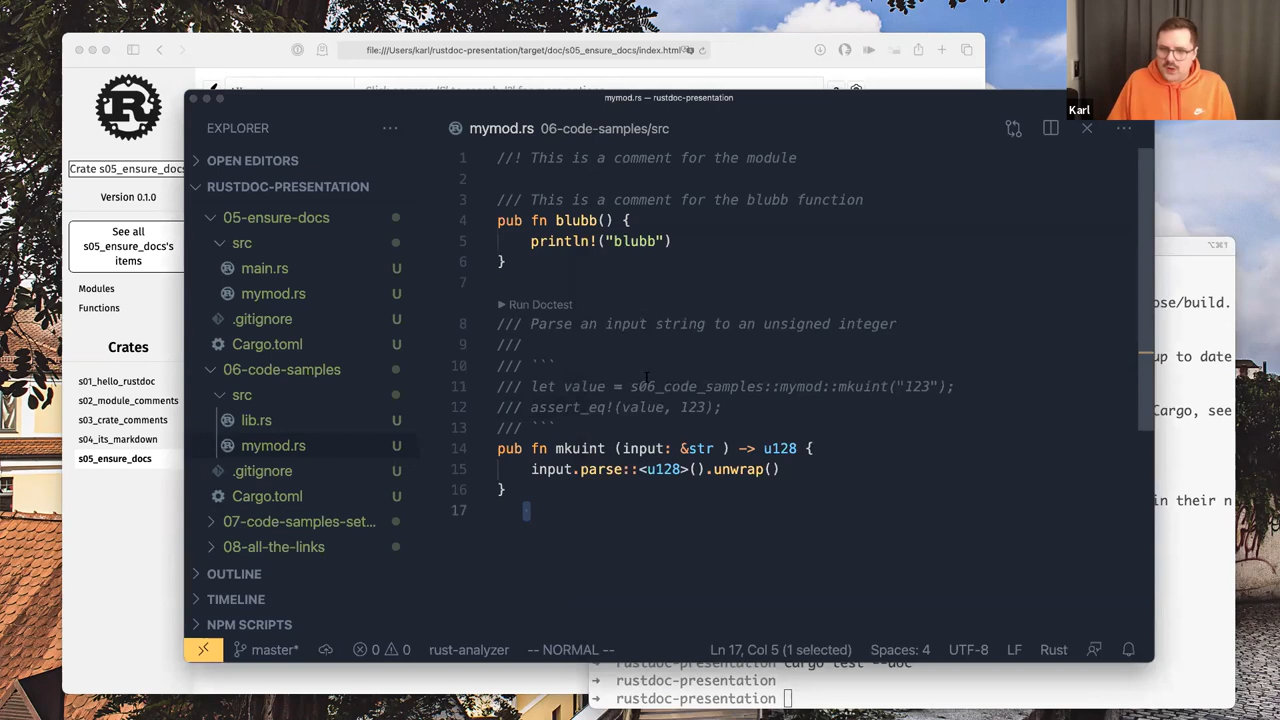 file:///Users/karl/rustdoc-presentation/target/doc/s05_ensure_docs/index.html
Karl
mymod.rs — rustdoc-presentation
EXPLORER
mymod.rs 06-code-samples/src
OPEN EDITORS
RUSTDOC-PRESENTATION
05-ensure-docs
src
main.rs U
mymod.rs U
.gitignore U
Cargo.toml U
06-code-samples
src
lib.rs U
mymod.rs U
.gitignore U
Cargo.toml U
07-code-samples-set...
08-all-the-links
OUTLINE
TIMELINE
NPM SCRIPTS
1 //! This is a comment for the module
2
3 /// This is a comment for the blubb function
4 pub fn blubb() {
5 println!("blubb")
6 }
7
Run Doctest
8 /// Parse an input string to an unsigned integer
9 ///
10 /// ```
11 /// let value = s06_code_samples::mymod::mkuint("123");
12 /// assert_eq!(value, 123);
13 /// ```
14 pub fn mkuint (input: &str ) -> u128 {
15 input.parse::<u128>().unwrap()
16 }
17
master* 0 0 rust-analyzer -- NORMAL -- Ln 17, Col 5 (1 selected) Spaces: 4 UTF-8 LF Rust
R
Crate s05_ensure_docs
Version 0.1.0
See all
s05_ensure_docs's
items
Modules
Functions
Crates
s01_hello_rustdoc
s02_module_comments
s03_crate_comments
s04_its_markdown
s05_ensure_docs
⌥⌘1
ose/build.
up to date
Cargo, see
in their n
rustdoc-presentation cargo test --doc
→ rustdoc-presentation
→ rustdoc-presentation